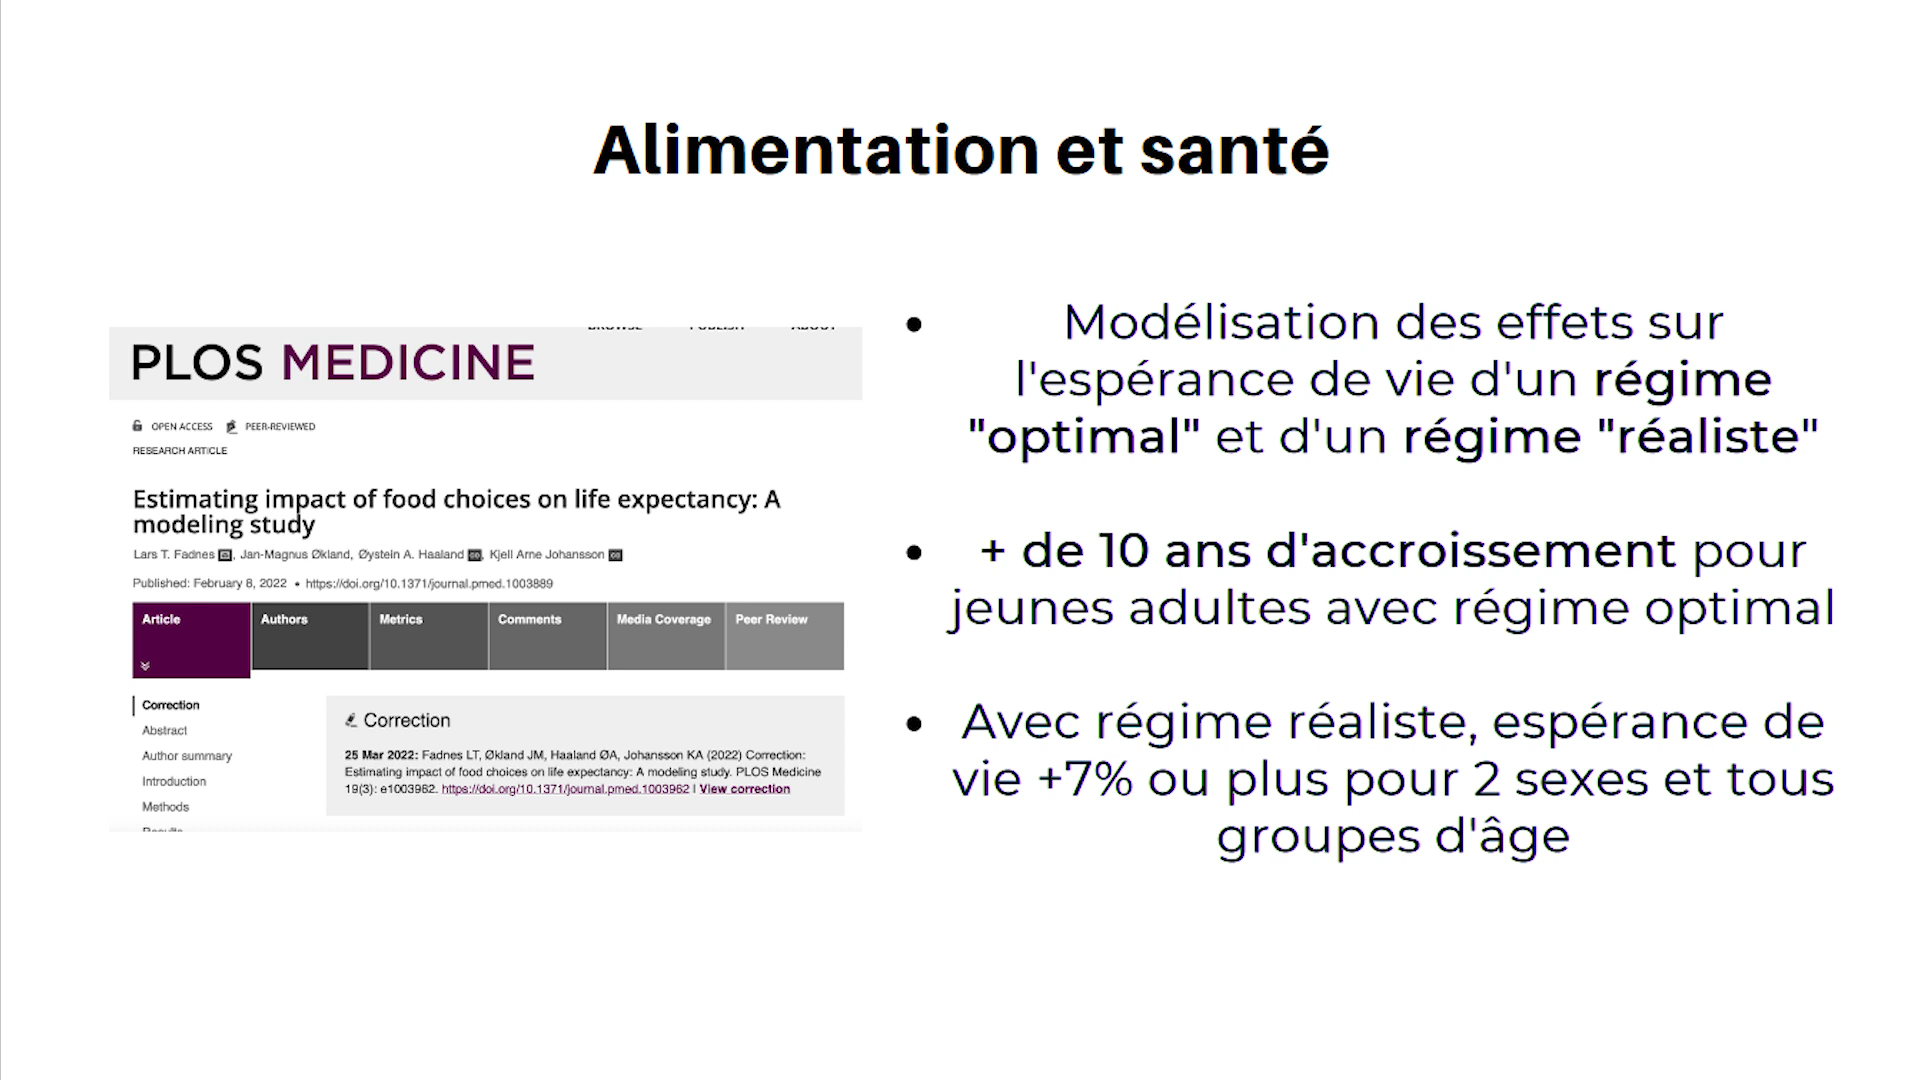 Alimentation et santé
BROWSE PUBLISH ABOUT
PLOS MEDICINE
OPEN ACCESS PEER-REVIEWED
RESEARCH ARTICLE
Estimating impact of food choices on life expectancy: A
modeling study
Lars T. Fadnes, Jan-Magnus Økland, Øystein A. Haaland, Kjell Arne Johansson
Published: February 8, 2022 • https://doi.org/10.1371/journal.pmed.1003889
Article Authors Metrics Comments Media Coverage Peer Review
Correction
Abstract
Author summary
Introduction
Methods
Results
Correction
25 Mar 2022: Fadnes LT, Økland JM, Haaland ØA, Johansson KA (2022) Correction:
Estimating impact of food choices on life expectancy: A modeling study. PLOS Medicine
19(3): e1003962. https://doi.org/10.1371/journal.pmed.1003962 | View correction
• Modélisation des effets sur
l'espérance de vie d'un régime
"optimal" et d'un régime "réaliste"
• + de 10 ans d'accroissement pour
jeunes adultes avec régime optimal
• Avec régime réaliste, espérance de
vie +7% ou plus pour 2 sexes et tous
groupes d'âge